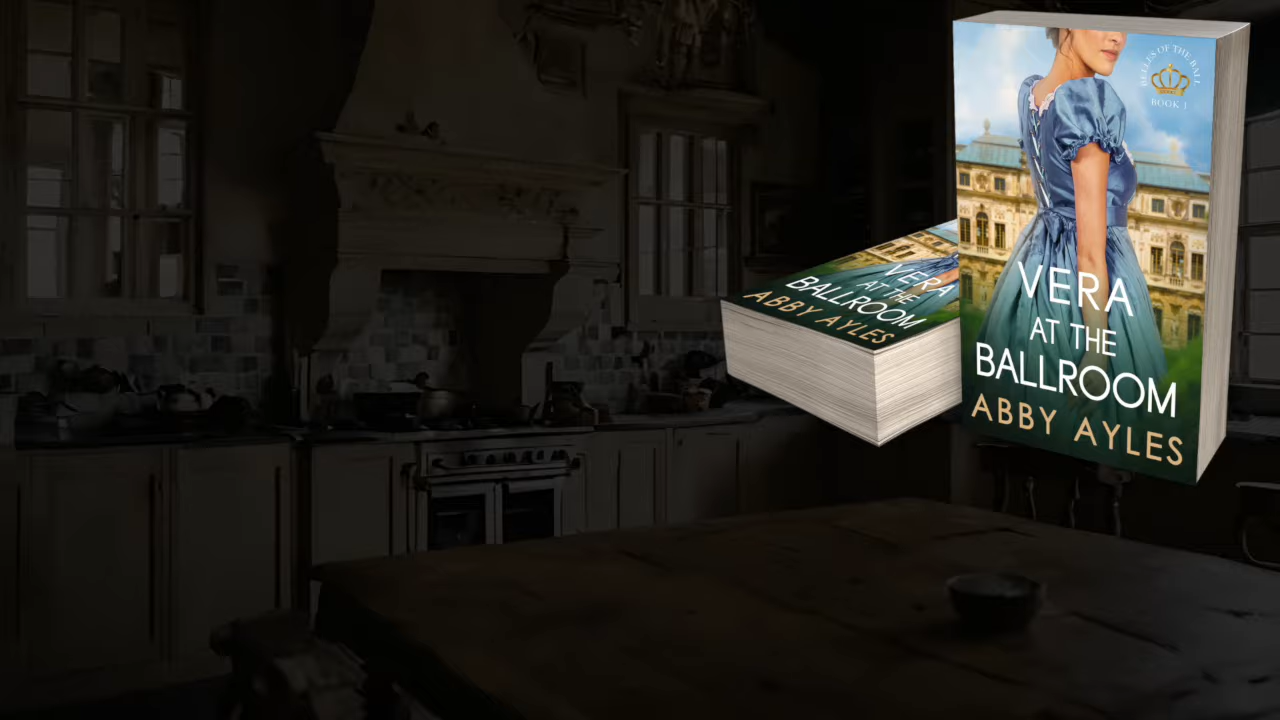 BELLES OF THE BALL
BOOK 1
VERA
AT THE
BALLROOM
ABBY AYLES
VERA
AT THE
BALLROOM
ABBY AYLES